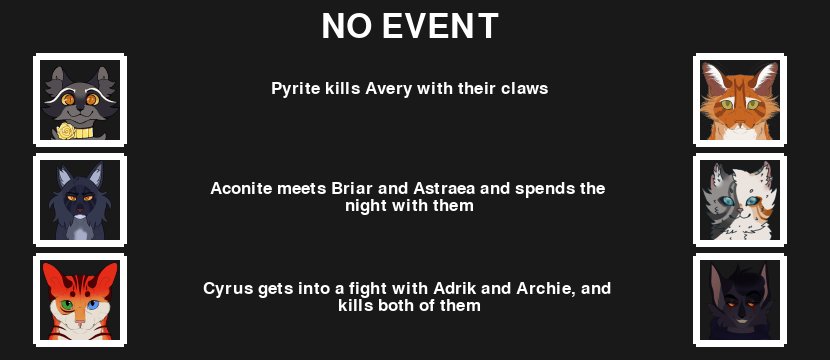 NO EVENT
Pyrite kills Avery with their claws
Aconite meets Briar and Astraea and spends the
night with them
Cyrus gets into a fight with Adrik and Archie, and
kills both of them